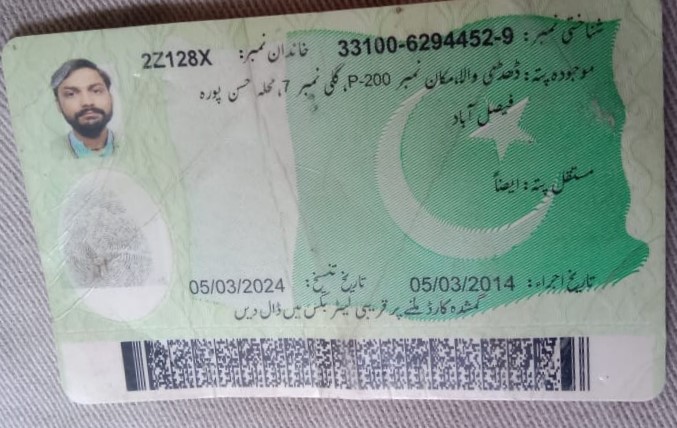 شناختی نمبر: 33100-6294452-9 خاندان نمبر: 2Z128X
موجودہ پتہ: ڈھڈی والا، مکان نمبر P-200، گلی نمبر 7، محلہ حسن پورہ
فیصل آباد
مستقل پتہ: ایضاً
تاریخ اجراء: 05/03/2014 تاریخ تنسیخ: 05/03/2024
گمشدہ کارڈ ملنے پر قریبی لیٹر بکس میں ڈال دیں